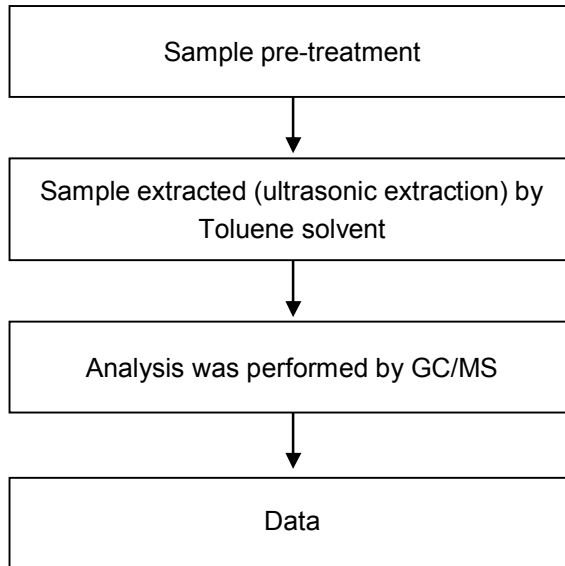 Sample pre-treatment
Sample extracted (ultrasonic extraction) by
Toluene solvent
Analysis was performed by GC/MS
Data